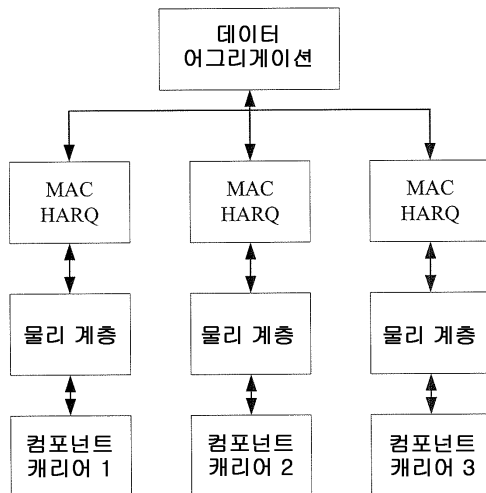 데이터
어그리게이션
MAC
HARQ
MAC
HARQ
MAC
HARQ
물리 계층
물리 계층
물리 계층
컴포넌트
캐리어 1
컴포넌트
캐리어 2
컴포넌트
캐리어 3